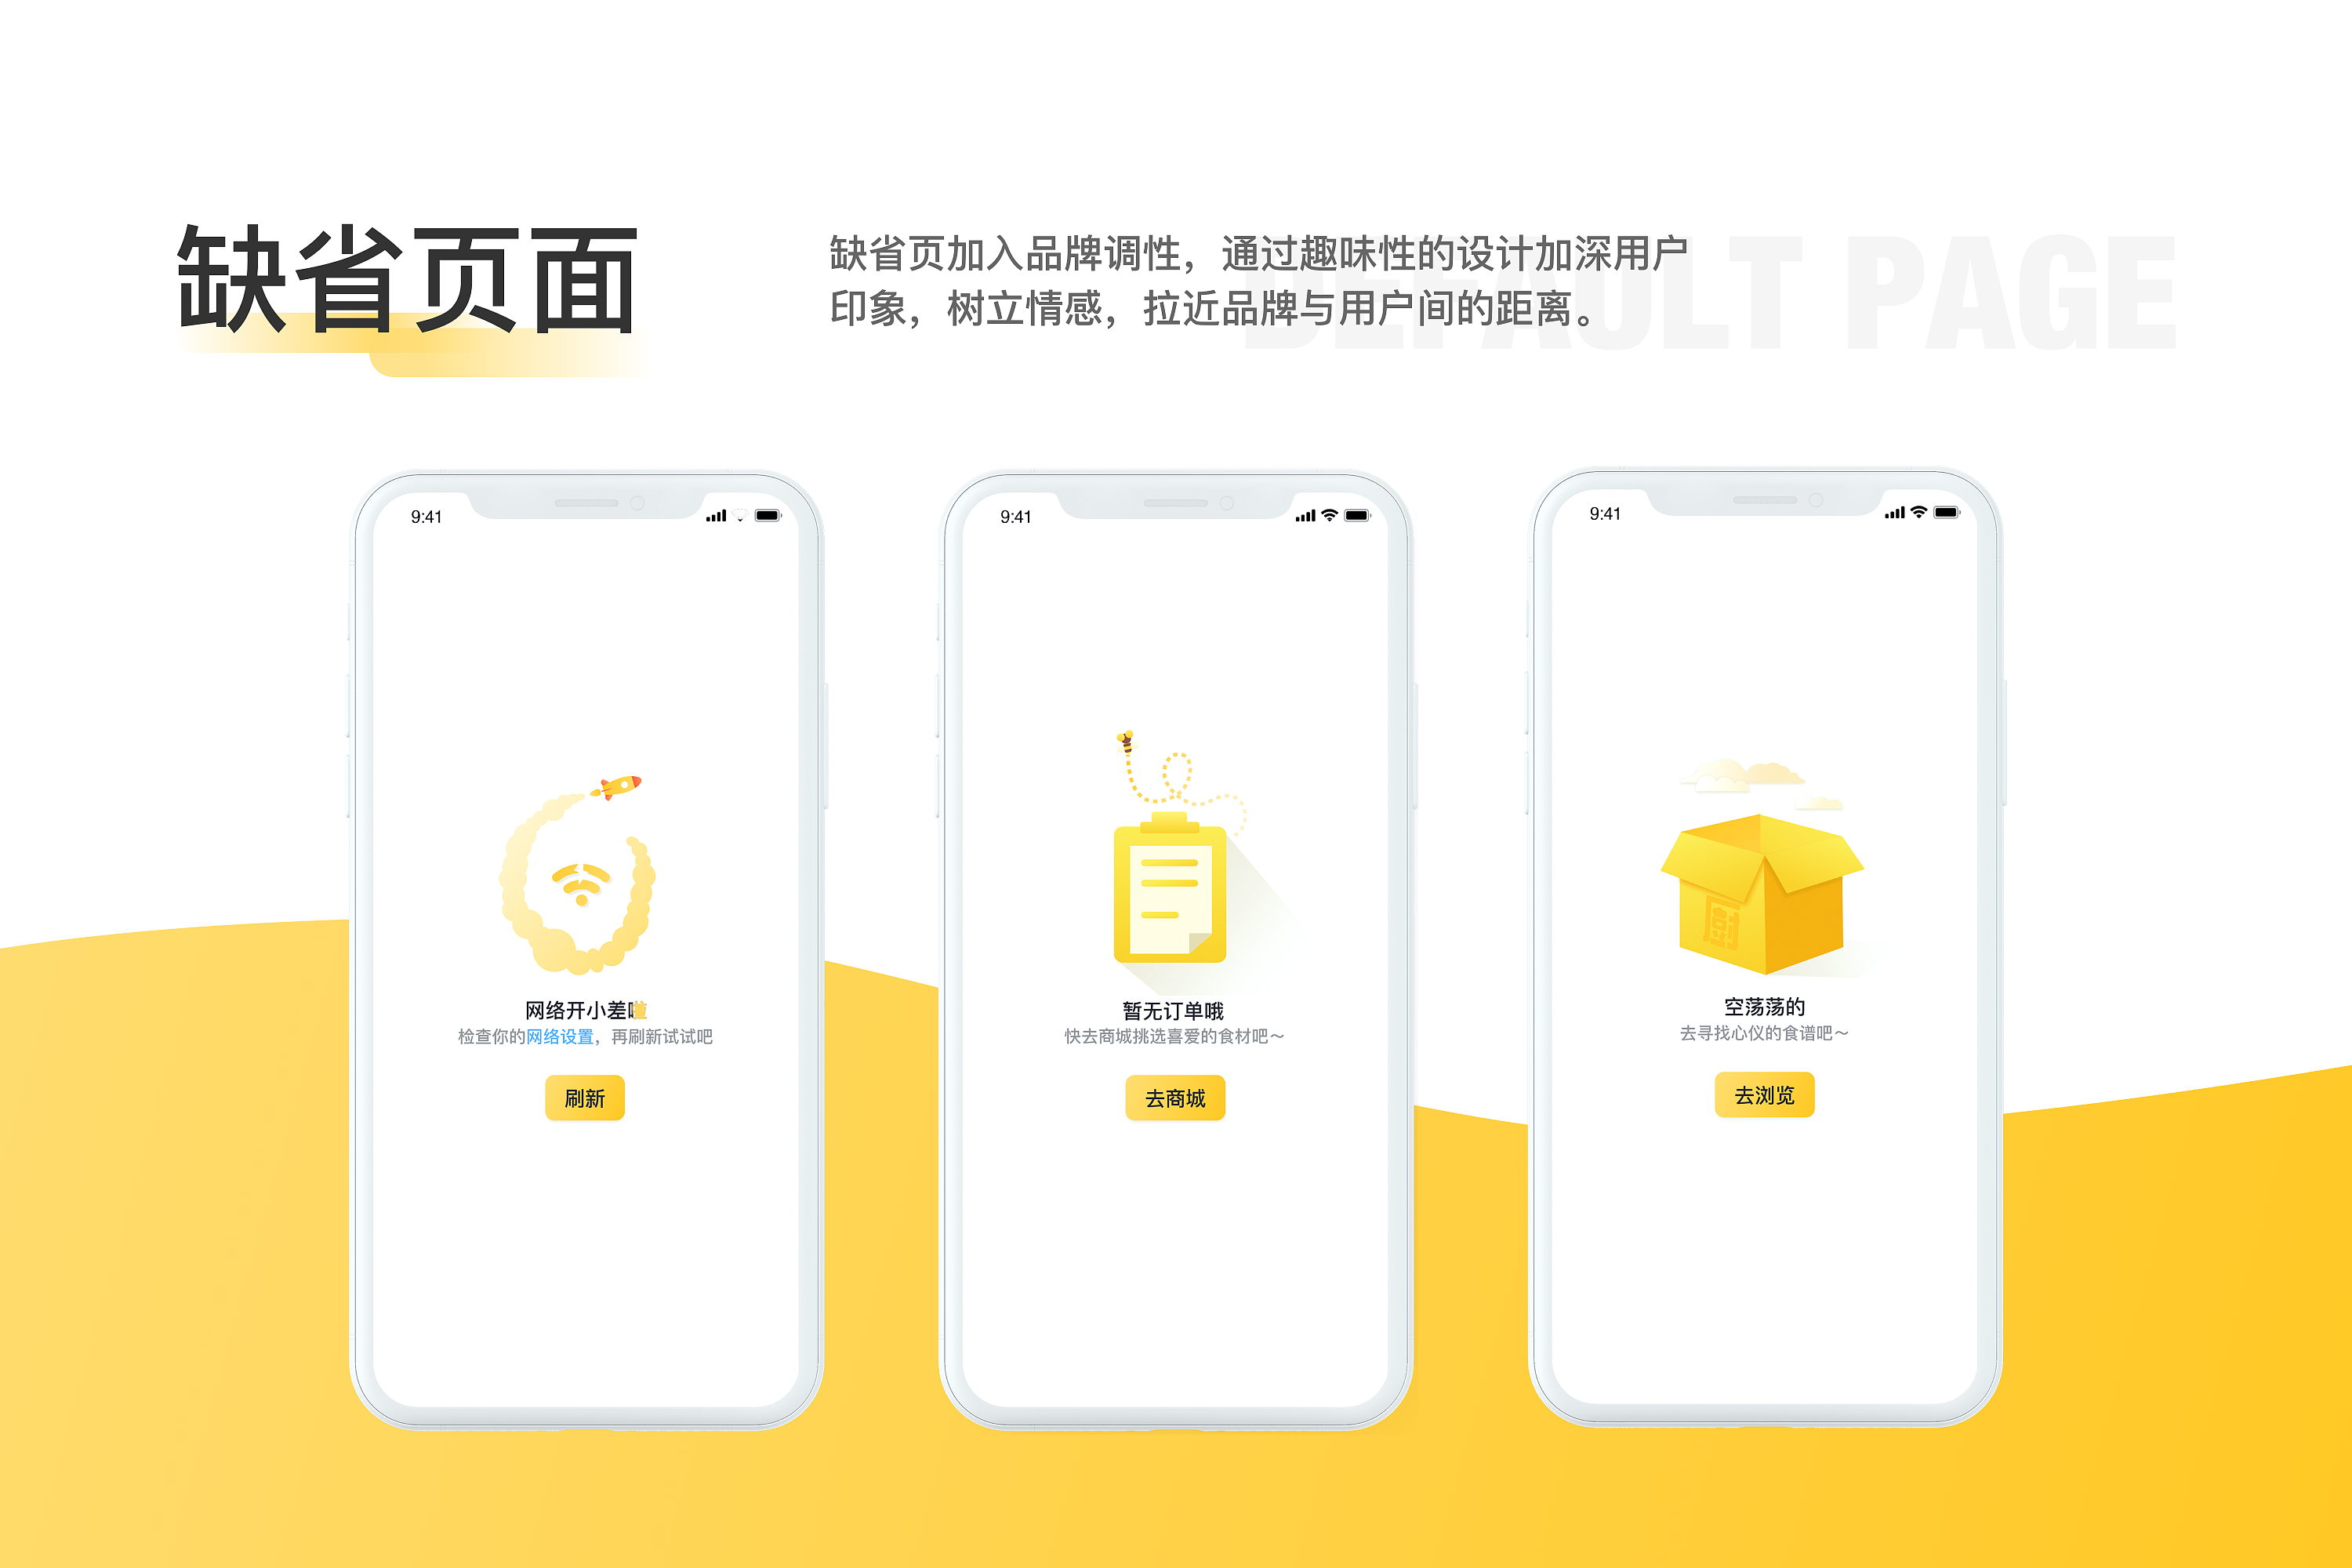 缺省页面
缺省页加入品牌调性，通过趣味性的设计加深用户
印象，树立情感，拉近品牌与用户间的距离。
DEFAULT PAGE
9:41
网络开小差啦
检查你的网络设置，再刷新试试吧
刷新
9:41
暂无订单哦
快去商城挑选喜爱的食材吧～
去商城
9:41
厨
空荡荡的
去寻找心仪的食谱吧～
去浏览